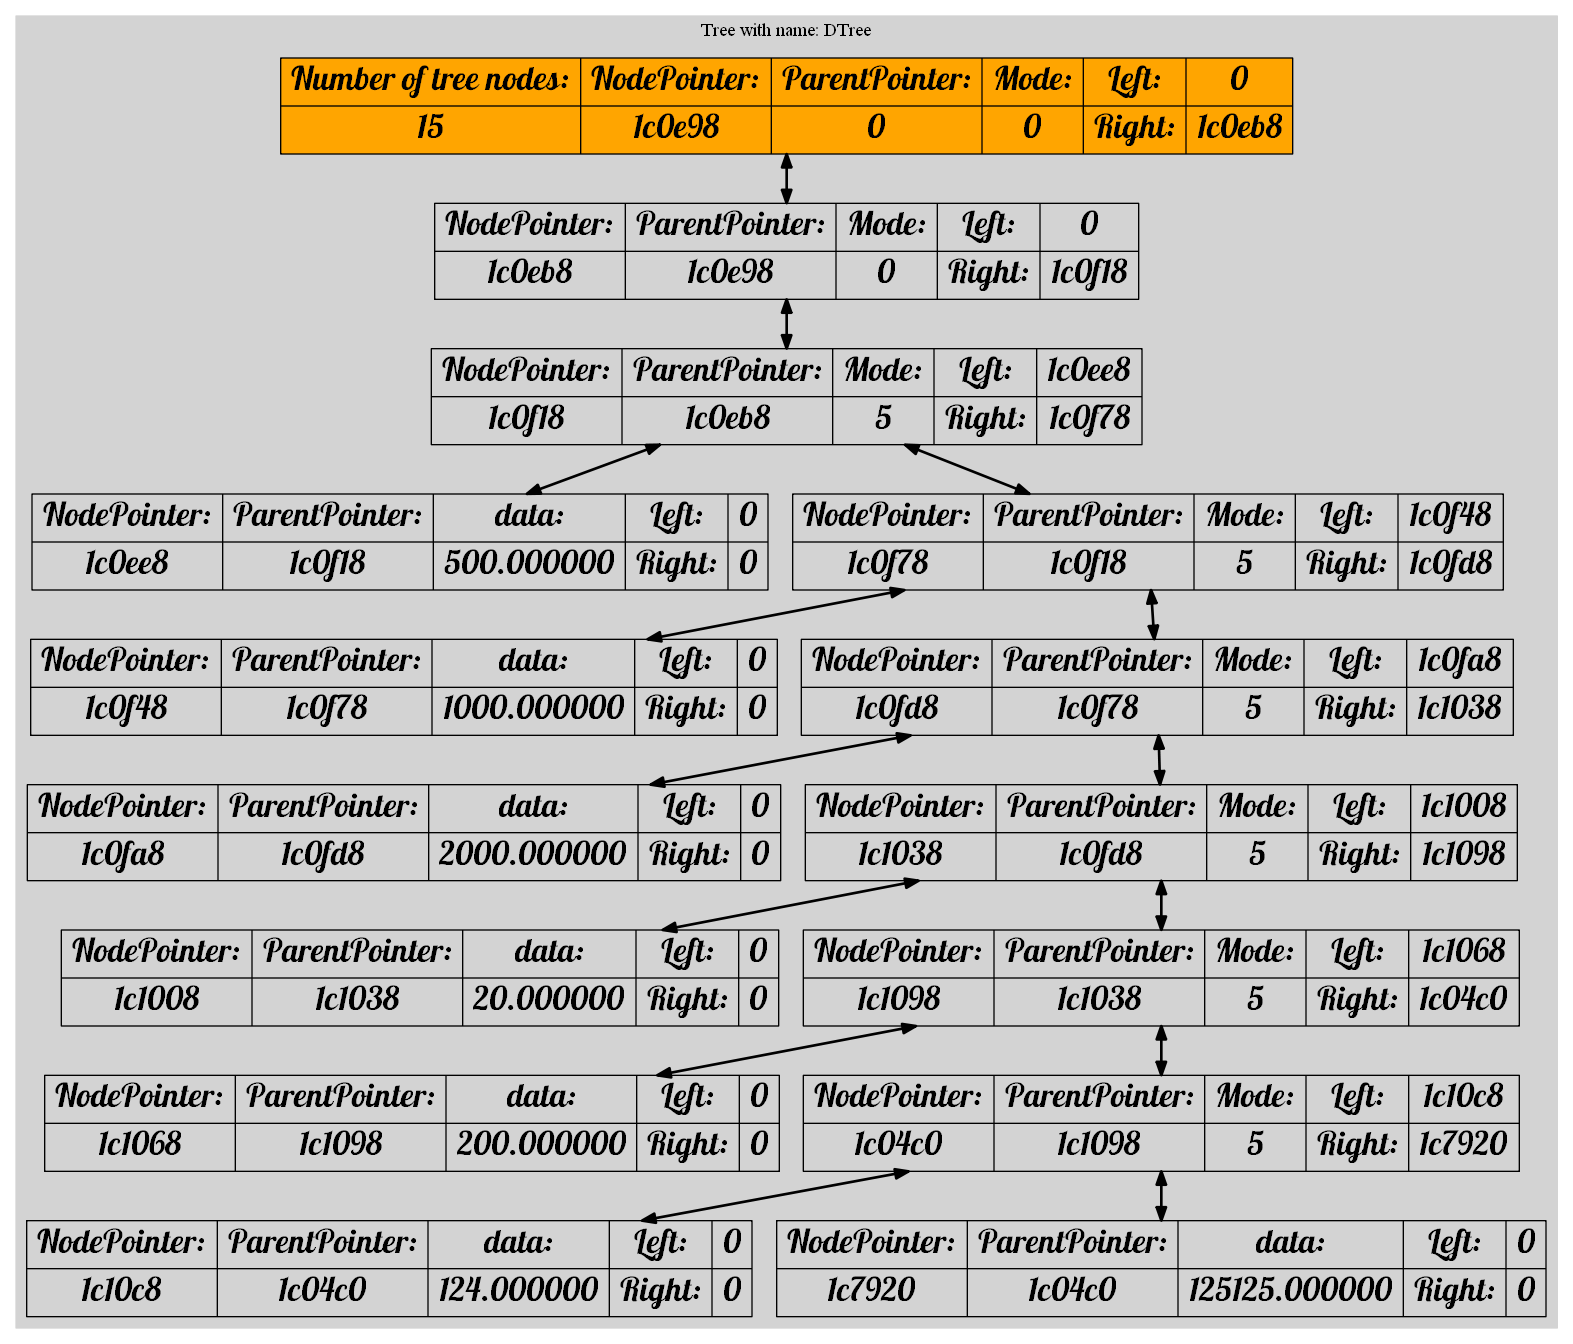 Tree with name: DTree
Number of tree nodes: NodePointer: ParentPointer: Mode: Left: 0
15 1c0e98 0 0 Right: 1c0eb8
NodePointer: ParentPointer: Mode: Left: 0
1c0eb8 1c0e98 0 Right: 1c0f18
NodePointer: ParentPointer: Mode: Left: 1c0ee8
1c0f18 1c0eb8 5 Right: 1c0f78
NodePointer: ParentPointer: data: Left: 0
1c0ee8 1c0f18 500.000000 Right: 0
NodePointer: ParentPointer: Mode: Left: 1c0f48
1c0f78 1c0f18 5 Right: 1c0fd8
NodePointer: ParentPointer: data: Left: 0
1c0f48 1c0f78 1000.000000 Right: 0
NodePointer: ParentPointer: Mode: Left: 1c0fa8
1c0fd8 1c0f78 5 Right: 1c1038
NodePointer: ParentPointer: data: Left: 0
1c0fa8 1c0fd8 2000.000000 Right: 0
NodePointer: ParentPointer: Mode: Left: 1c1008
1c1038 1c0fd8 5 Right: 1c1098
NodePointer: ParentPointer: data: Left: 0
1c1008 1c1038 20.000000 Right: 0
NodePointer: ParentPointer: Mode: Left: 1c1068
1c1098 1c1038 5 Right: 1c04c0
NodePointer: ParentPointer: data: Left: 0
1c1068 1c1098 200.000000 Right: 0
NodePointer: ParentPointer: Mode: Left: 1c10c8
1c04c0 1c1098 5 Right: 1c7920
NodePointer: ParentPointer: data: Left: 0
1c10c8 1c04c0 124.000000 Right: 0
NodePointer: ParentPointer: data: Left: 0
1c7920 1c04c0 125125.000000 Right: 0